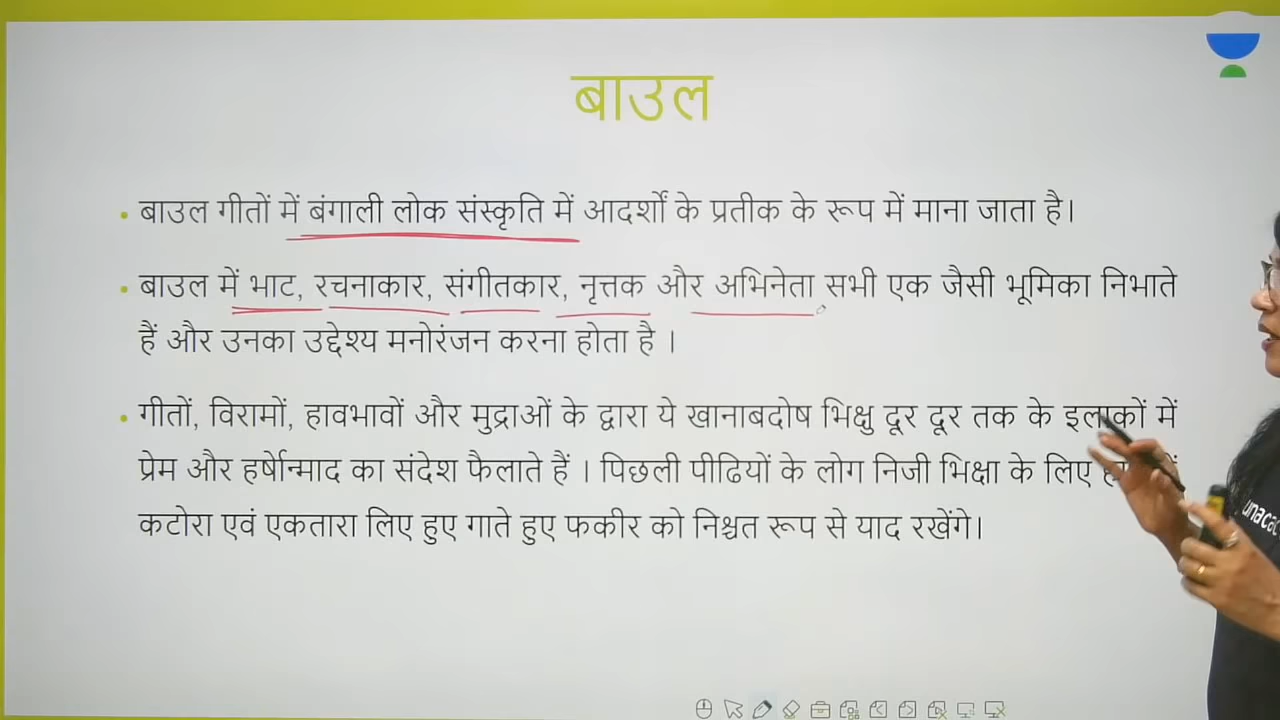 बाउल
बाउल गीतों में बंगाली लोक संस्कृति में आदर्शों के प्रतीक के रूप में माना जाता है।
बाउल में भाट, रचनाकार, संगीतकार, नृत्तक और अभिनेता सभी एक जैसी भूमिका निभाते
हैं और उनका उद्देश्य मनोरंजन करना होता है ।
गीतों, विरामों, हावभावों और मुद्राओं के द्वारा ये खानाबदोष भिक्षु दूर दूर तक के इलाकों में
प्रेम और हर्षोन्माद का संदेश फैलाते हैं । पिछली पीढियों के लोग निजी भिक्षा के लिए
कटोरा एवं एकतारा लिए हुए गाते हुए फकीर को निश्चत रूप से याद रखेंगे।
unac